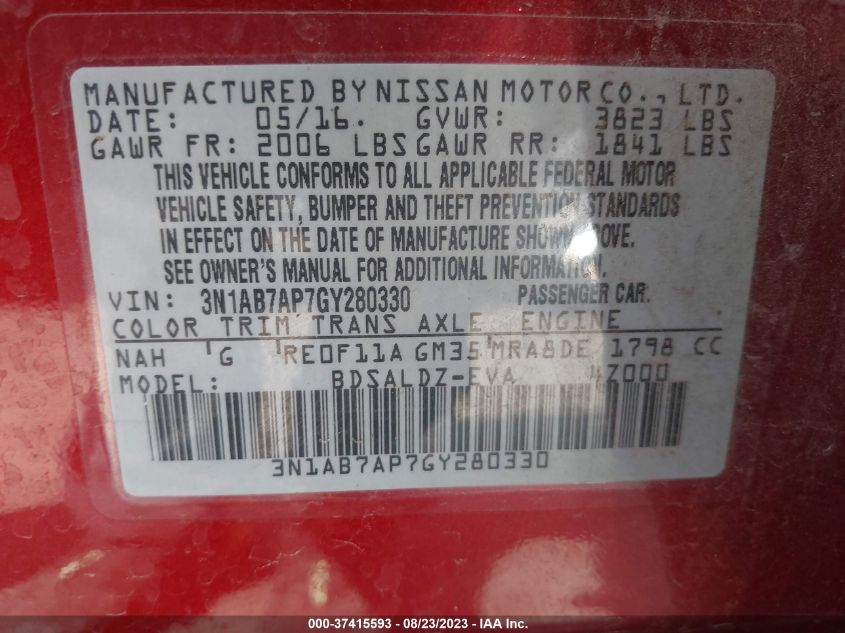 MANUFACTURED BY NISSAN MOTOR CO., LTD.
DATE: 05/16. GVWR: 3823 LBS
GAWR FR: 2006 LBS GAWR RR: 1841 LBS
THIS VEHICLE CONFORMS TO ALL APPLICABLE FEDERAL MOTOR
VEHICLE SAFETY, BUMPER AND THEFT PREVENTION STANDARDS
IN EFFECT ON THE DATE OF MANUFACTURE SHOWN ABOVE.
SEE OWNER'S MANUAL FOR ADDITIONAL INFORMATION.
VIN: 3N1AB7AP7GY280330 PASSENGER CAR.
COLOR TRIM TRANS AXLE ENGINE
NAH 'G 'RE0F11A GM35 'MRA8DE 1798 CC
MODEL: BDSALDZ-EVA 4Z000
3N1AB7AP7GY280330
000-37415593 - 08/23/2023 - IAA Inc.